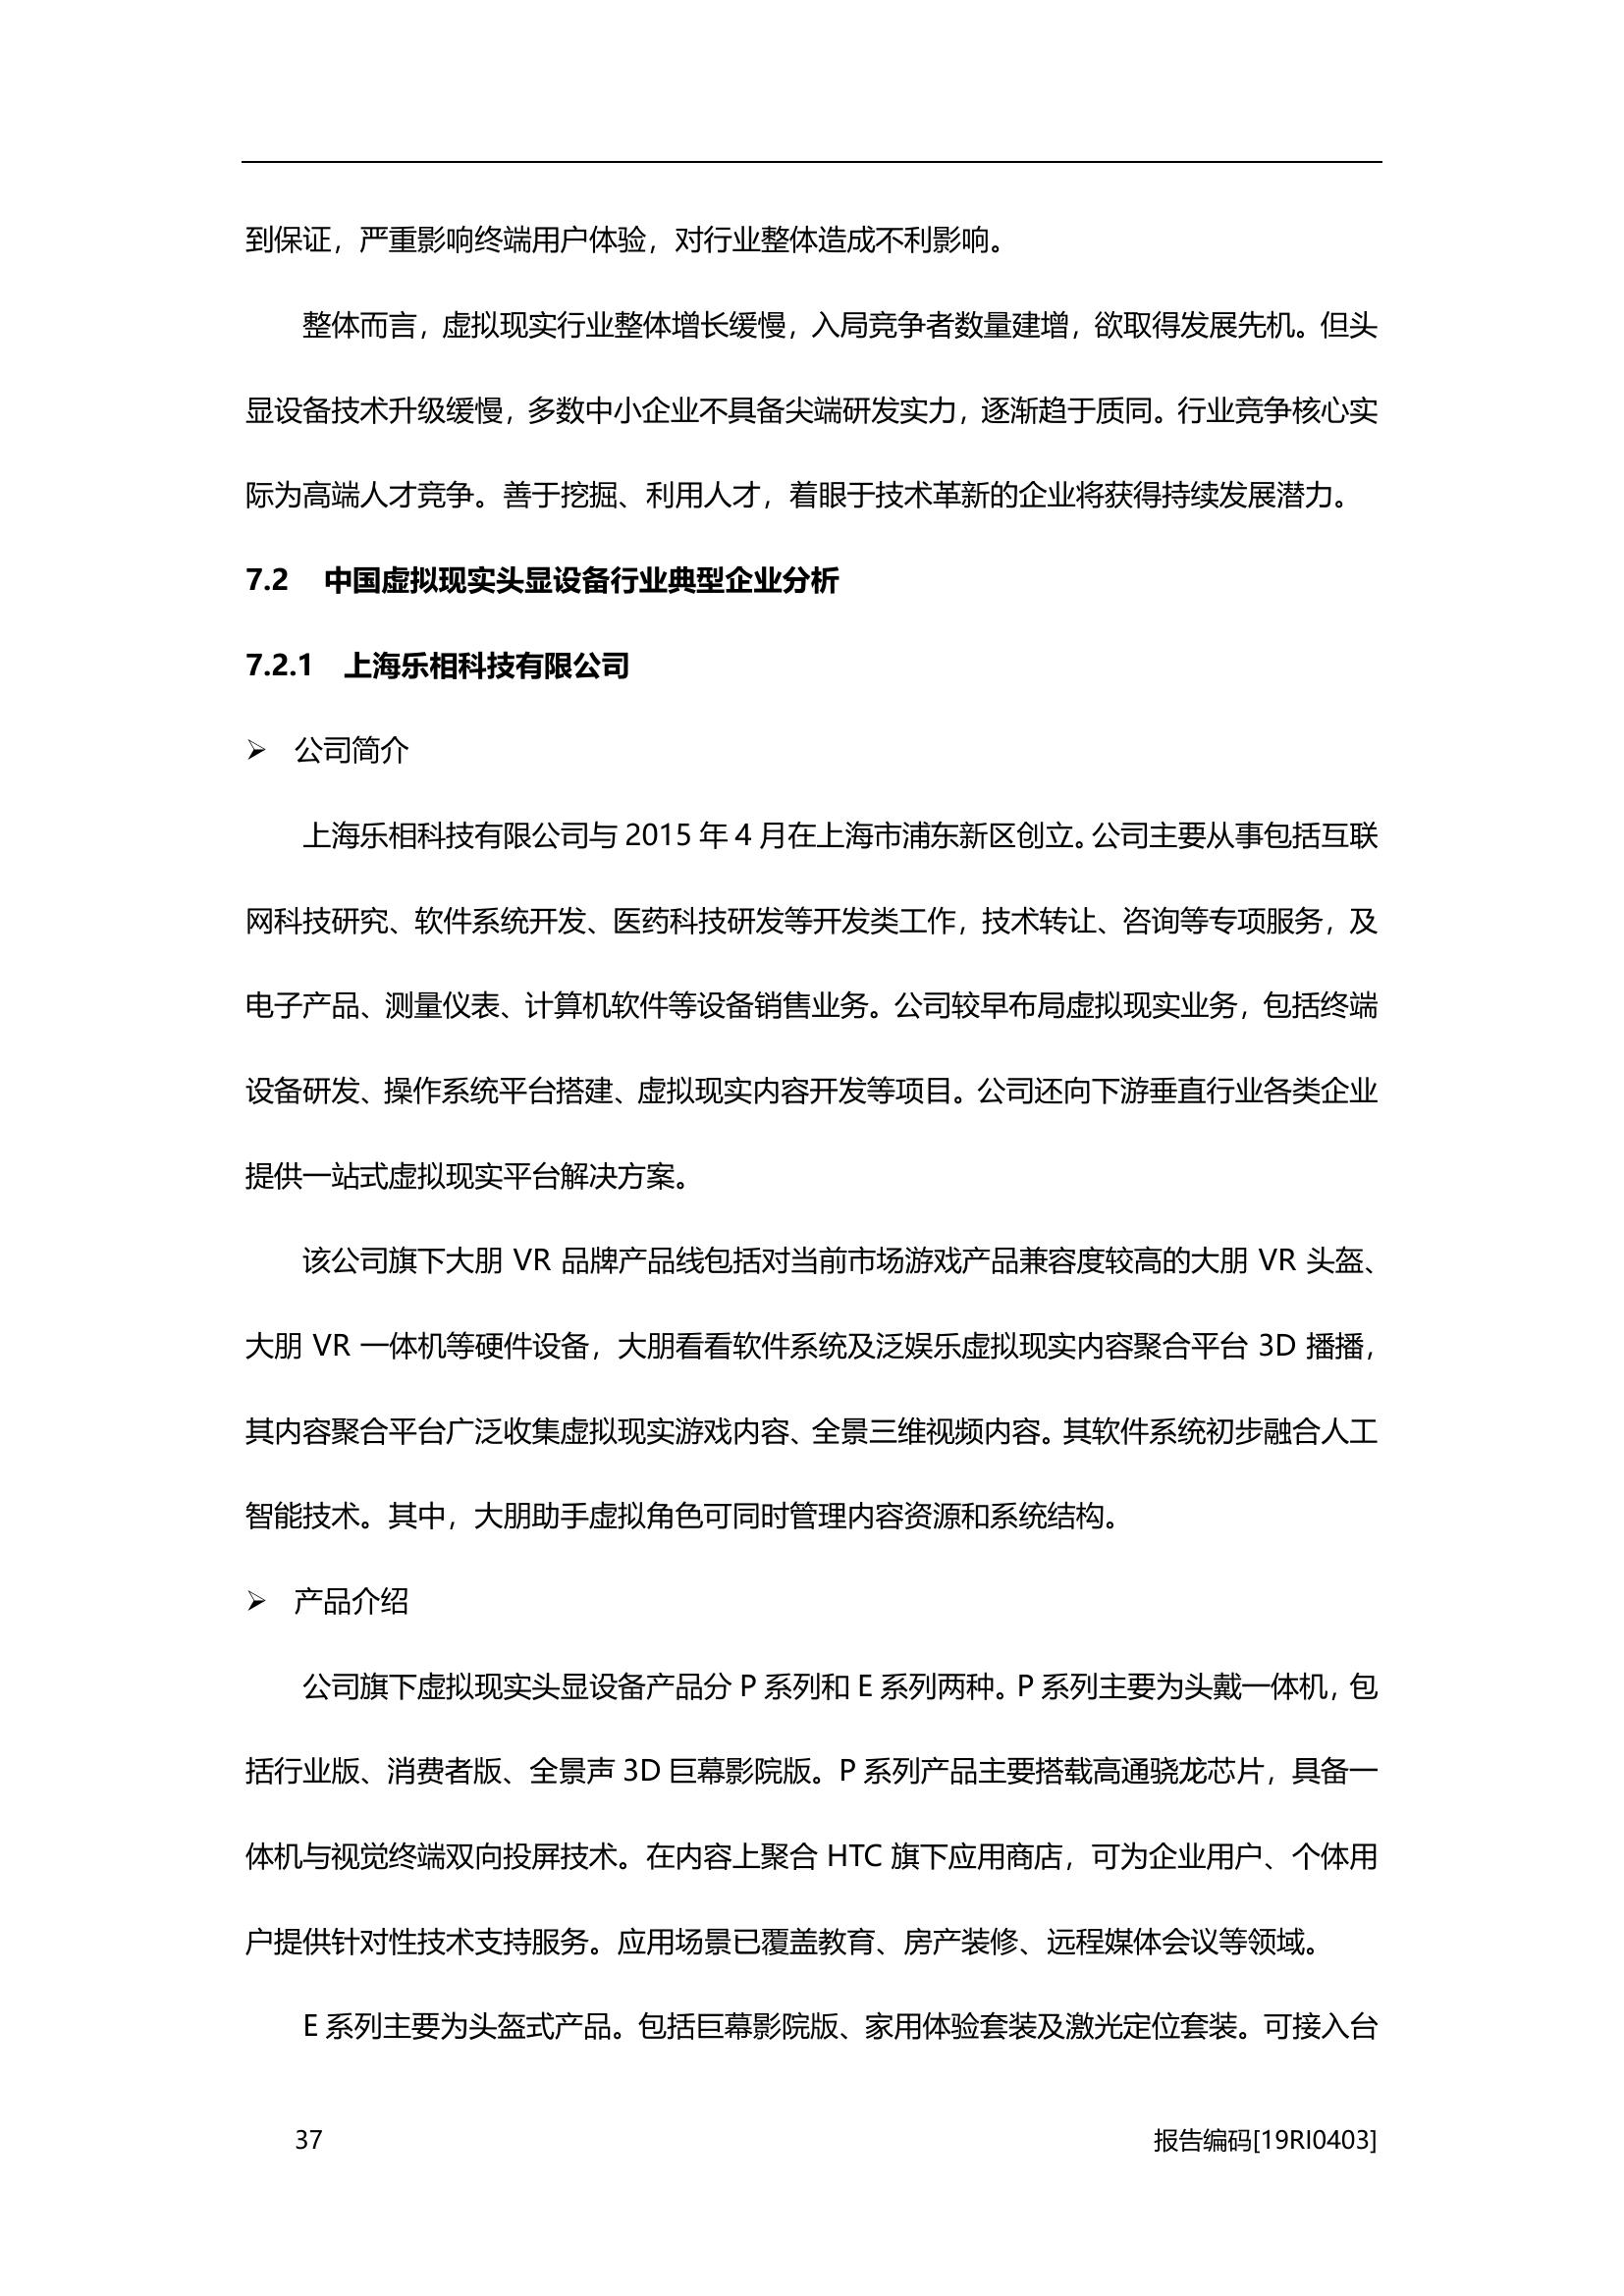 到保证，严重影响终端用户体验，对行业整体造成不利影响。
整体而言，虚拟现实行业整体增长缓慢，入局竞争者数量建增，欲取得发展先机。但头
显设备技术升级缓慢，多数中小企业不具备尖端研发实力，逐渐趋于质同。行业竞争核心实
际为高端人才竞争。善于挖掘、利用人才，着眼于技术革新的企业将获得持续发展潜力。
7.2 中国虚拟现实头显设备行业典型企业分析
7.2.1 上海乐相科技有限公司
➢ 公司简介
上海乐相科技有限公司与 2015 年 4 月在上海市浦东新区创立。公司主要从事包括互联
网科技研究、软件系统开发、医药科技研发等开发类工作，技术转让、咨询等专项服务，及
电子产品、测量仪表、计算机软件等设备销售业务。公司较早布局虚拟现实业务，包括终端
设备研发、操作系统平台搭建、虚拟现实内容开发等项目。公司还向下游垂直行业各类企业
提供一站式虚拟现实平台解决方案。
该公司旗下大朋 VR 品牌产品线包括对当前市场游戏产品兼容度较高的大朋 VR 头盔、
大朋 VR 一体机等硬件设备，大朋看看软件系统及泛娱乐虚拟现实内容聚合平台 3D 播播，
其内容聚合平台广泛收集虚拟现实游戏内容、全景三维视频内容。其软件系统初步融合人工
智能技术。其中，大朋助手虚拟角色可同时管理内容资源和系统结构。
➢ 产品介绍
公司旗下虚拟现实头显设备产品分 P 系列和 E 系列两种。P 系列主要为头戴一体机，包
括行业版、消费者版、全景声 3D 巨幕影院版。P 系列产品主要搭载高通骁龙芯片，具备一
体机与视觉终端双向投屏技术。在内容上聚合 HTC 旗下应用商店，可为企业用户、个体用
户提供针对性技术支持服务。应用场景已覆盖教育、房产装修、远程媒体会议等领域。
E 系列主要为头盔式产品。包括巨幕影院版、家用体验套装及激光定位套装。可接入台
37 报告编码[19RI0403]